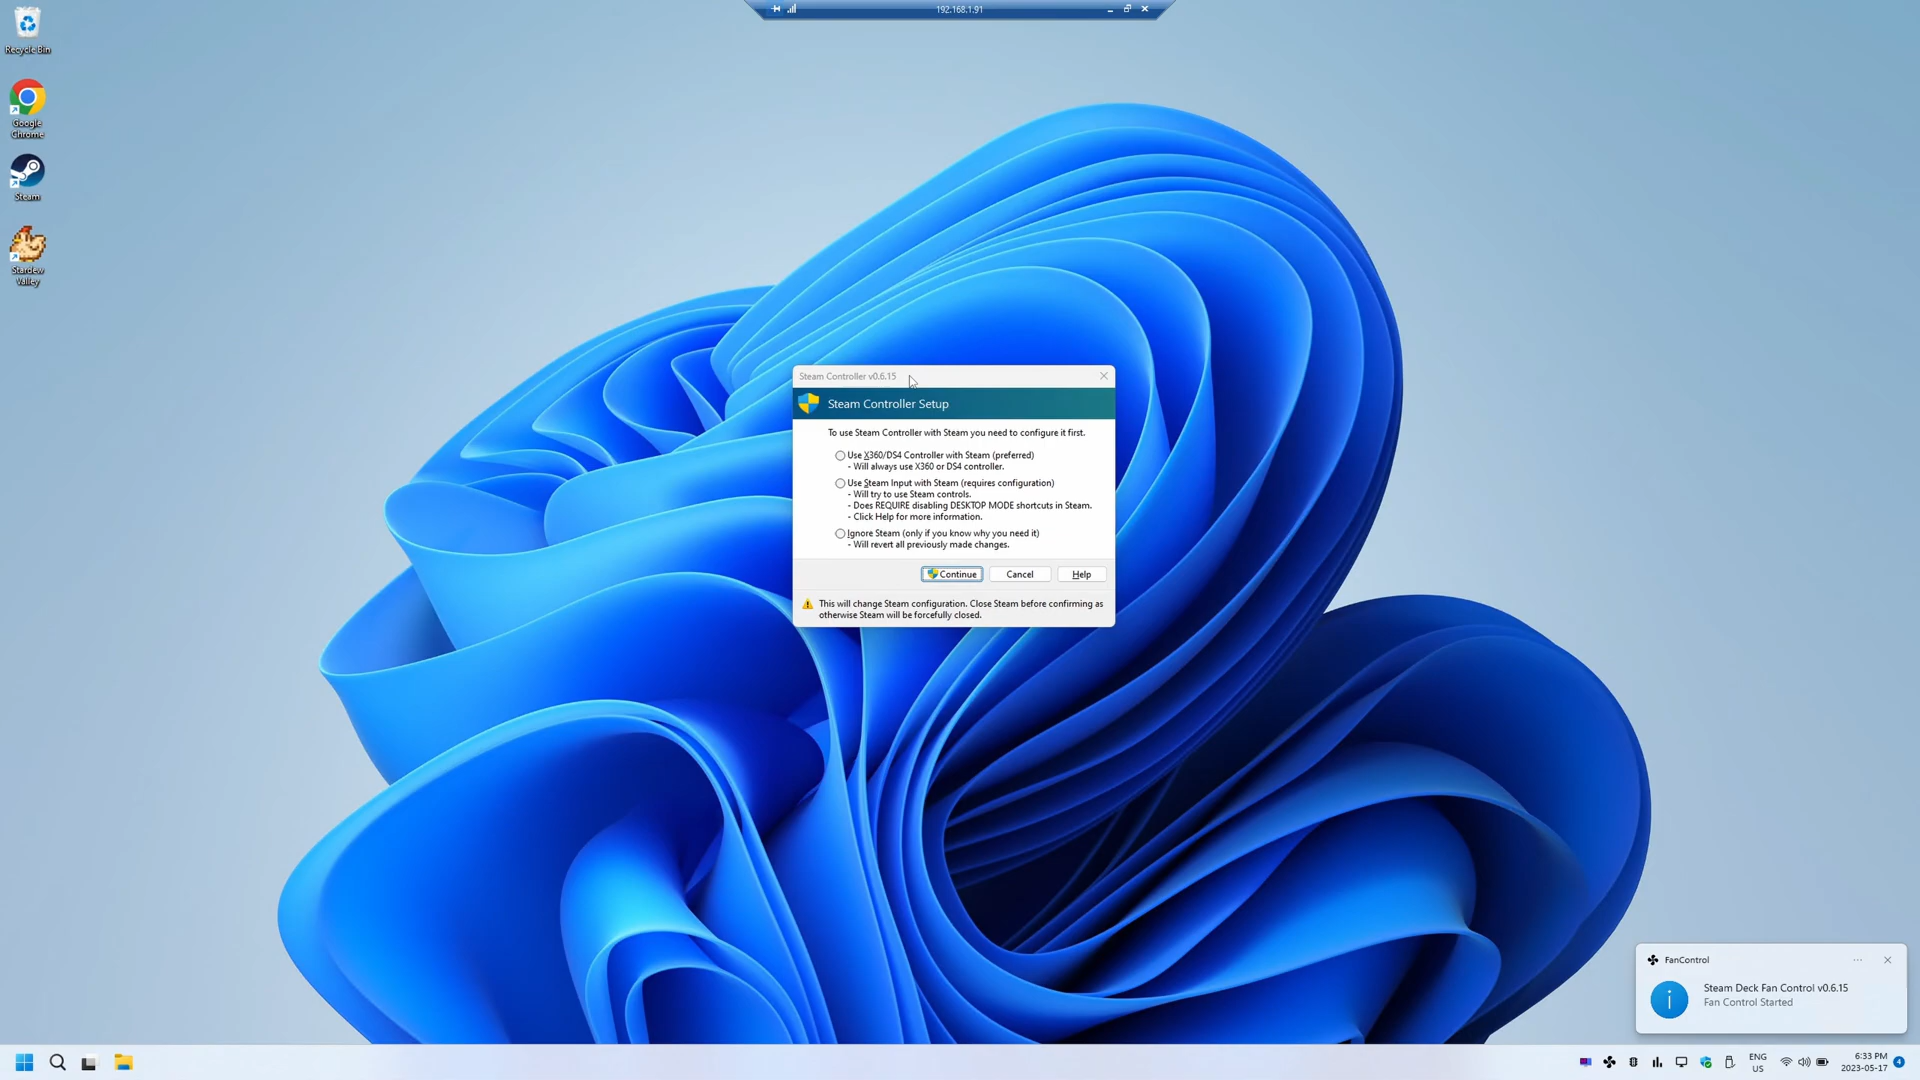 192.168.1.91
Recycle Bin
Google
Chrome
Steam
Stardew
Valley
Steam Controller v0.6.15
Steam Controller Setup
To use Steam Controller with Steam you need to configure it first.
Use X360/DS4 Controller with Steam (preferred)
- Will always use X360 or DS4 controller.
Use Steam Input with Steam (requires configuration)
- Will try to use Steam controls.
- Does REQUIRE disabling DESKTOP MODE shortcuts in Steam.
- Click Help for more information.
Ignore Steam (only if you know why you need it)
- Will revert all previously made changes.
Continue
Cancel
Help
This will change Steam configuration. Close Steam before confirming as
otherwise Steam will be forcefully closed.
FanControl
Steam Deck Fan Control v0.6.15
Fan Control Started
ENG
US
6:33 PM
2023-05-17
4